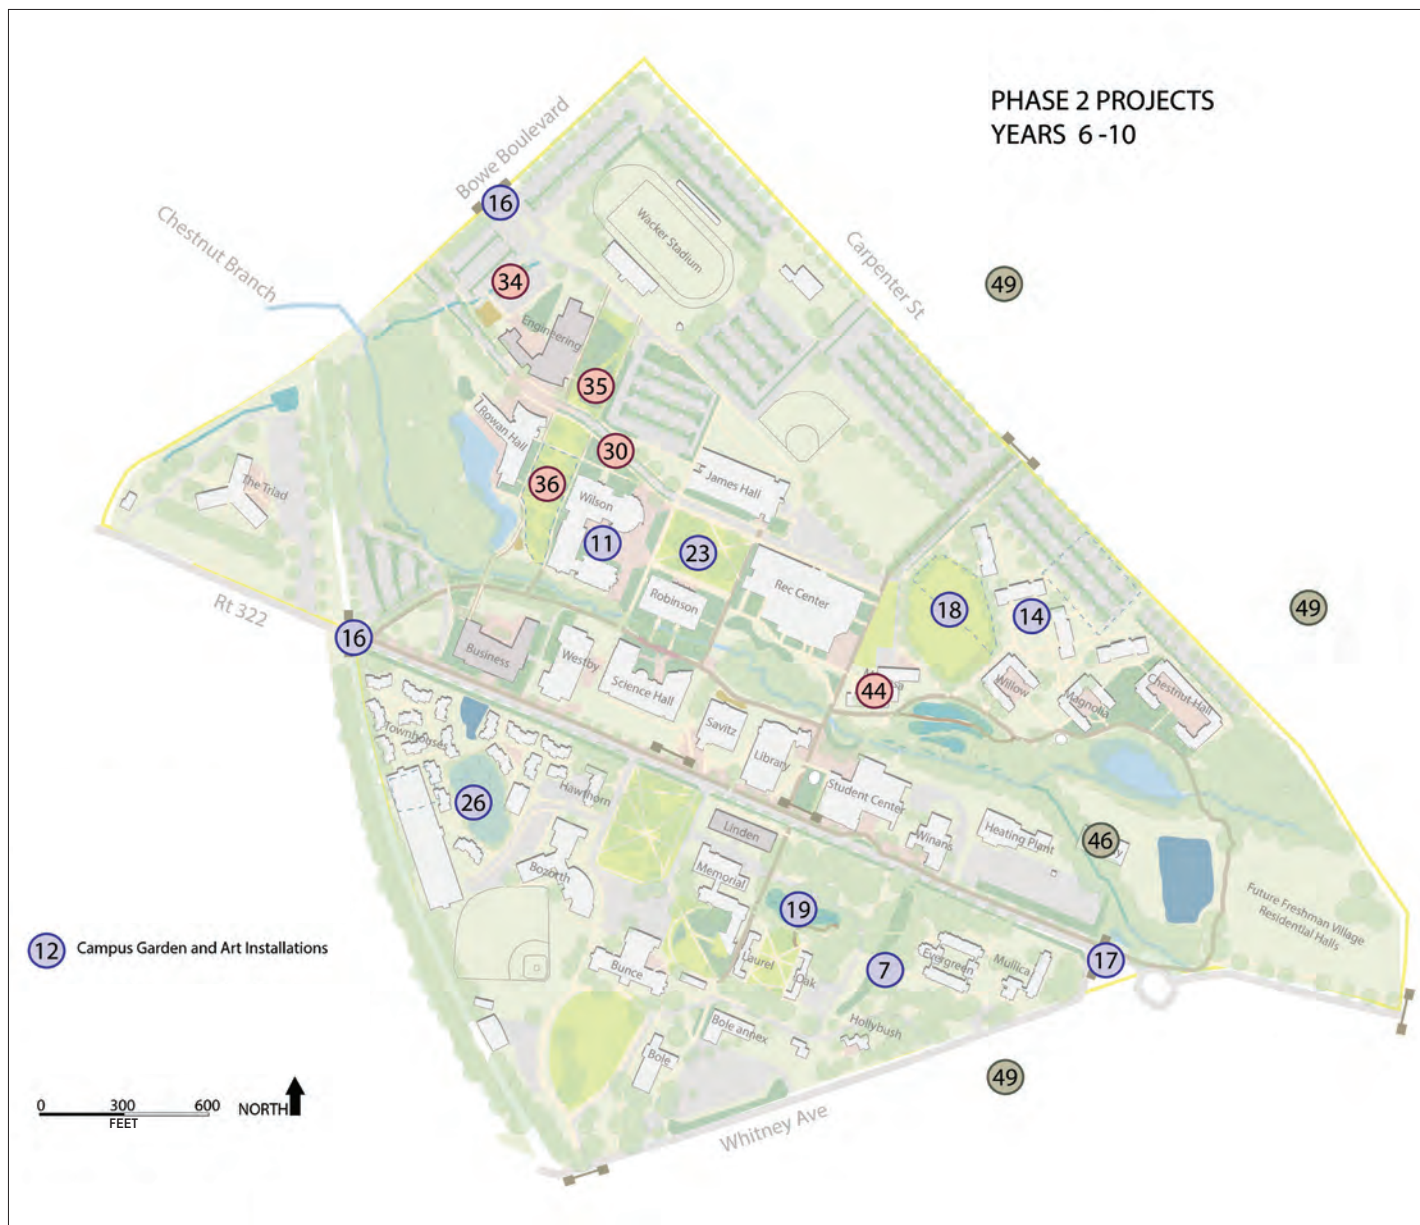 PHASE 2 PROJECTS
YEARS 6 -10
Bowe Boulevard
16
Chestnut Branch
Wacker Stadium
Carpenter St
34
49
Engineering
35
Rowan Hall
30
36
James Hall
Wilson
11
23
Rec Center
Robinson
The Triad
Rt 322
18
14
49
16
Business
Westby
Science Hall
44
Willow
Magnolia
Chestnut Hall
Townhouses
Savitz
Library
26
Hawthorn
Student Center
Linden
Winans
Heating Plant
46
Bozorth
Memorial
19
Future Freshman Village
Residential Halls
12 Campus Garden and Art Installations
Bunce
Laurel
Oak
7
Evergreen
Mullica
17
Hollybush
Bole annex
Bole
49
0 300 600
FEET
NORTH
Whitney Ave